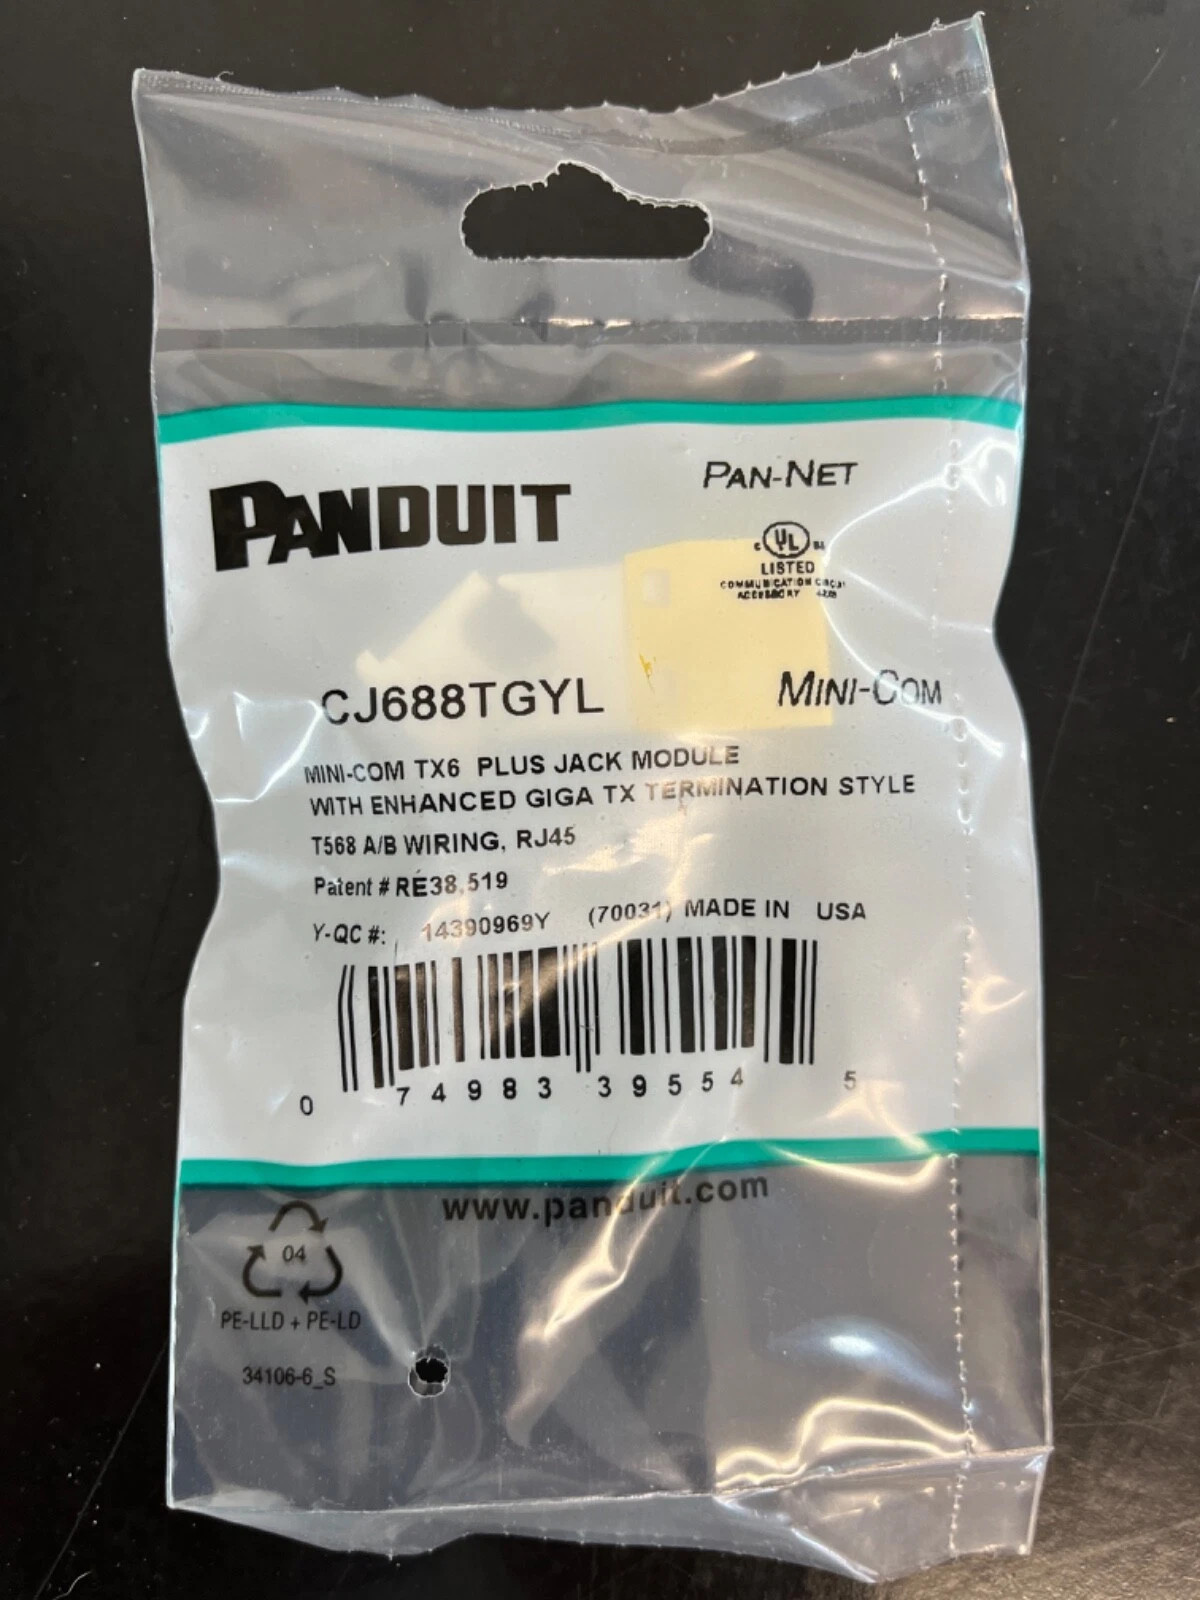 PANDUIT
PAN-NET
C UL
LISTED
COMMUNICATION CIRCUIT
ACCESSORY
CJ688TGYL
MINI-COM
MINI-COM TX6 PLUS JACK MODULE
WITH ENHANCED GIGA TX TERMINATION STYLE
T568 A/B WIRING, RJ45
Patent # RE38,519
Y-QC #: 14390969Y (70031) MADE IN USA
0 74983 39554 5
www.panduit.com
04
PE-LLD + PE-LD
34106-6_S